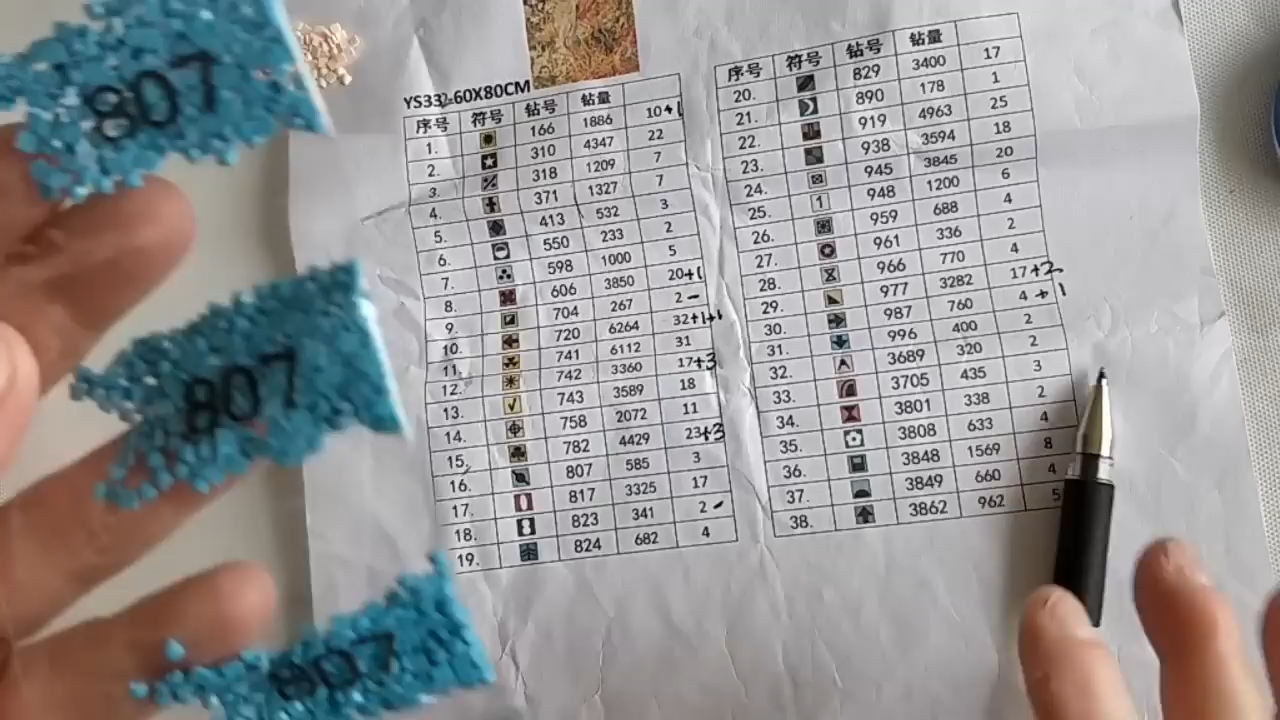 807
807
807
YS332-60X80CM
序号 符号 钻号 钻量
1. 166 1886 10+1
2. 310 4347 22
3. 318 1209 7
4. 371 1327 7
5. 413 532 3
6. 550 233 2
7. 598 1000 5
8. 606 3850 20+1
9. 704 267 2 -
10. 720 6264 32+1+1
11. 741 6112 31
12. 742 3360 17+3
13. 743 3589 18
14. 758 2072 11
15. 782 4429 23+3
16. 807 585 3
17. 817 3325 17
18. 823 341 2 -
19. 824 682 4
序号 符号 钻号 钻量
20. 829 3400 17
21. 890 178 1
22. 919 4963 25
23. 938 3594 18
24. 945 3845 20
25. 1 948 1200 6
26. 959 688 4
27. 961 336 2
28. 966 770 4
29. 977 3282 17+2
30. 987 760 4+1
31. 996 400 2
32. 3689 320 2
33. 3705 435 3
34. 3801 338 2
35. 3808 633 4
36. 3848 1569 8
37. 3849 660 4
38. 3862 962 5